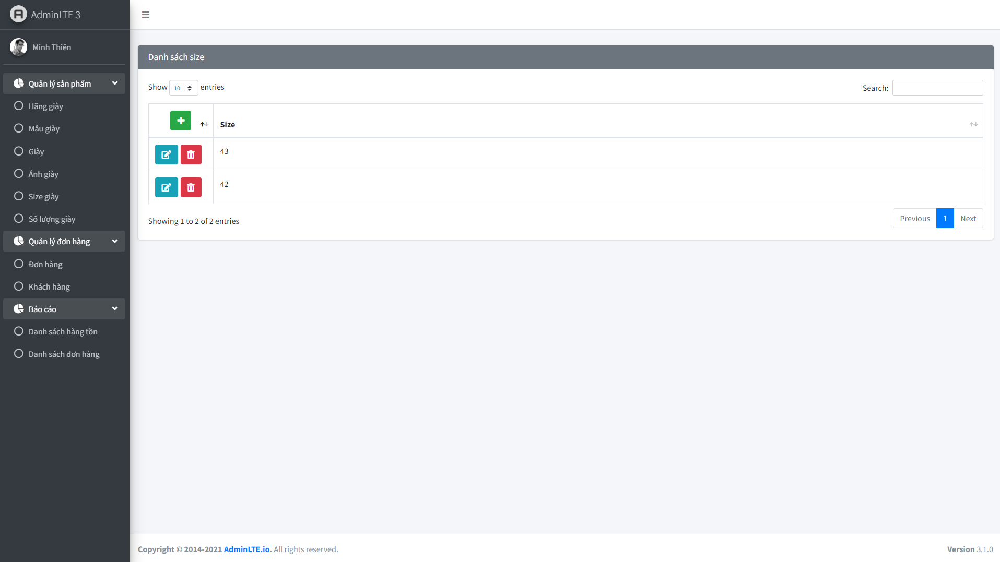 AdminLTE 3
Minh Thiên
Quản lý sản phẩm
Hãng giày
Mẫu giày
Giày
Ảnh giày
Size giày
Số lượng giày
Quản lý đơn hàng
Đơn hàng
Khách hàng
Báo cáo
Danh sách hàng tồn
Danh sách đơn hàng
Danh sách size
Show 10 entries
Search:
Size
43
42
Showing 1 to 2 of 2 entries
Previous 1 Next
Copyright © 2014-2021 AdminLTE.io. All rights reserved.
Version 3.1.0